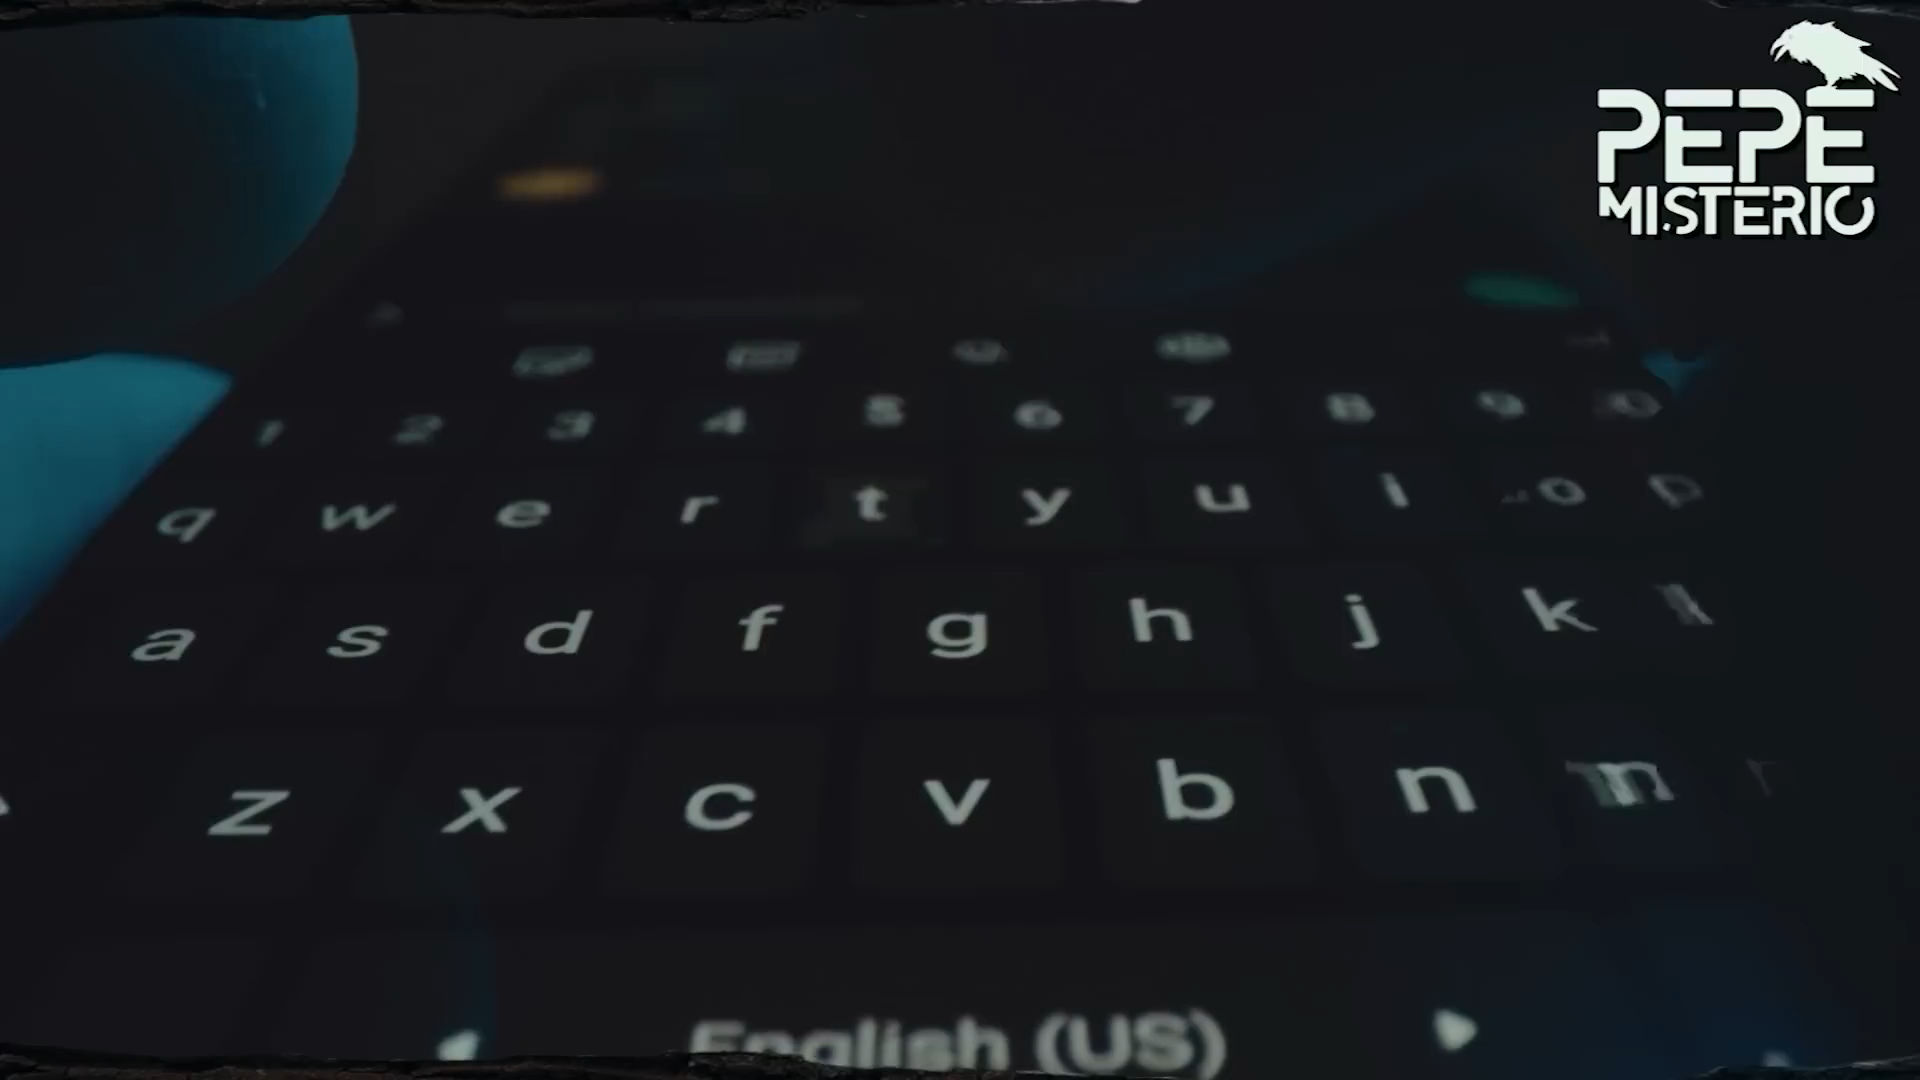 PEPE
MISTERIO
1 2 3 4 5 6 7 8 9 0
q w e r t y u i o p
a s d f g h j k l
z x c v b n m
English (US)